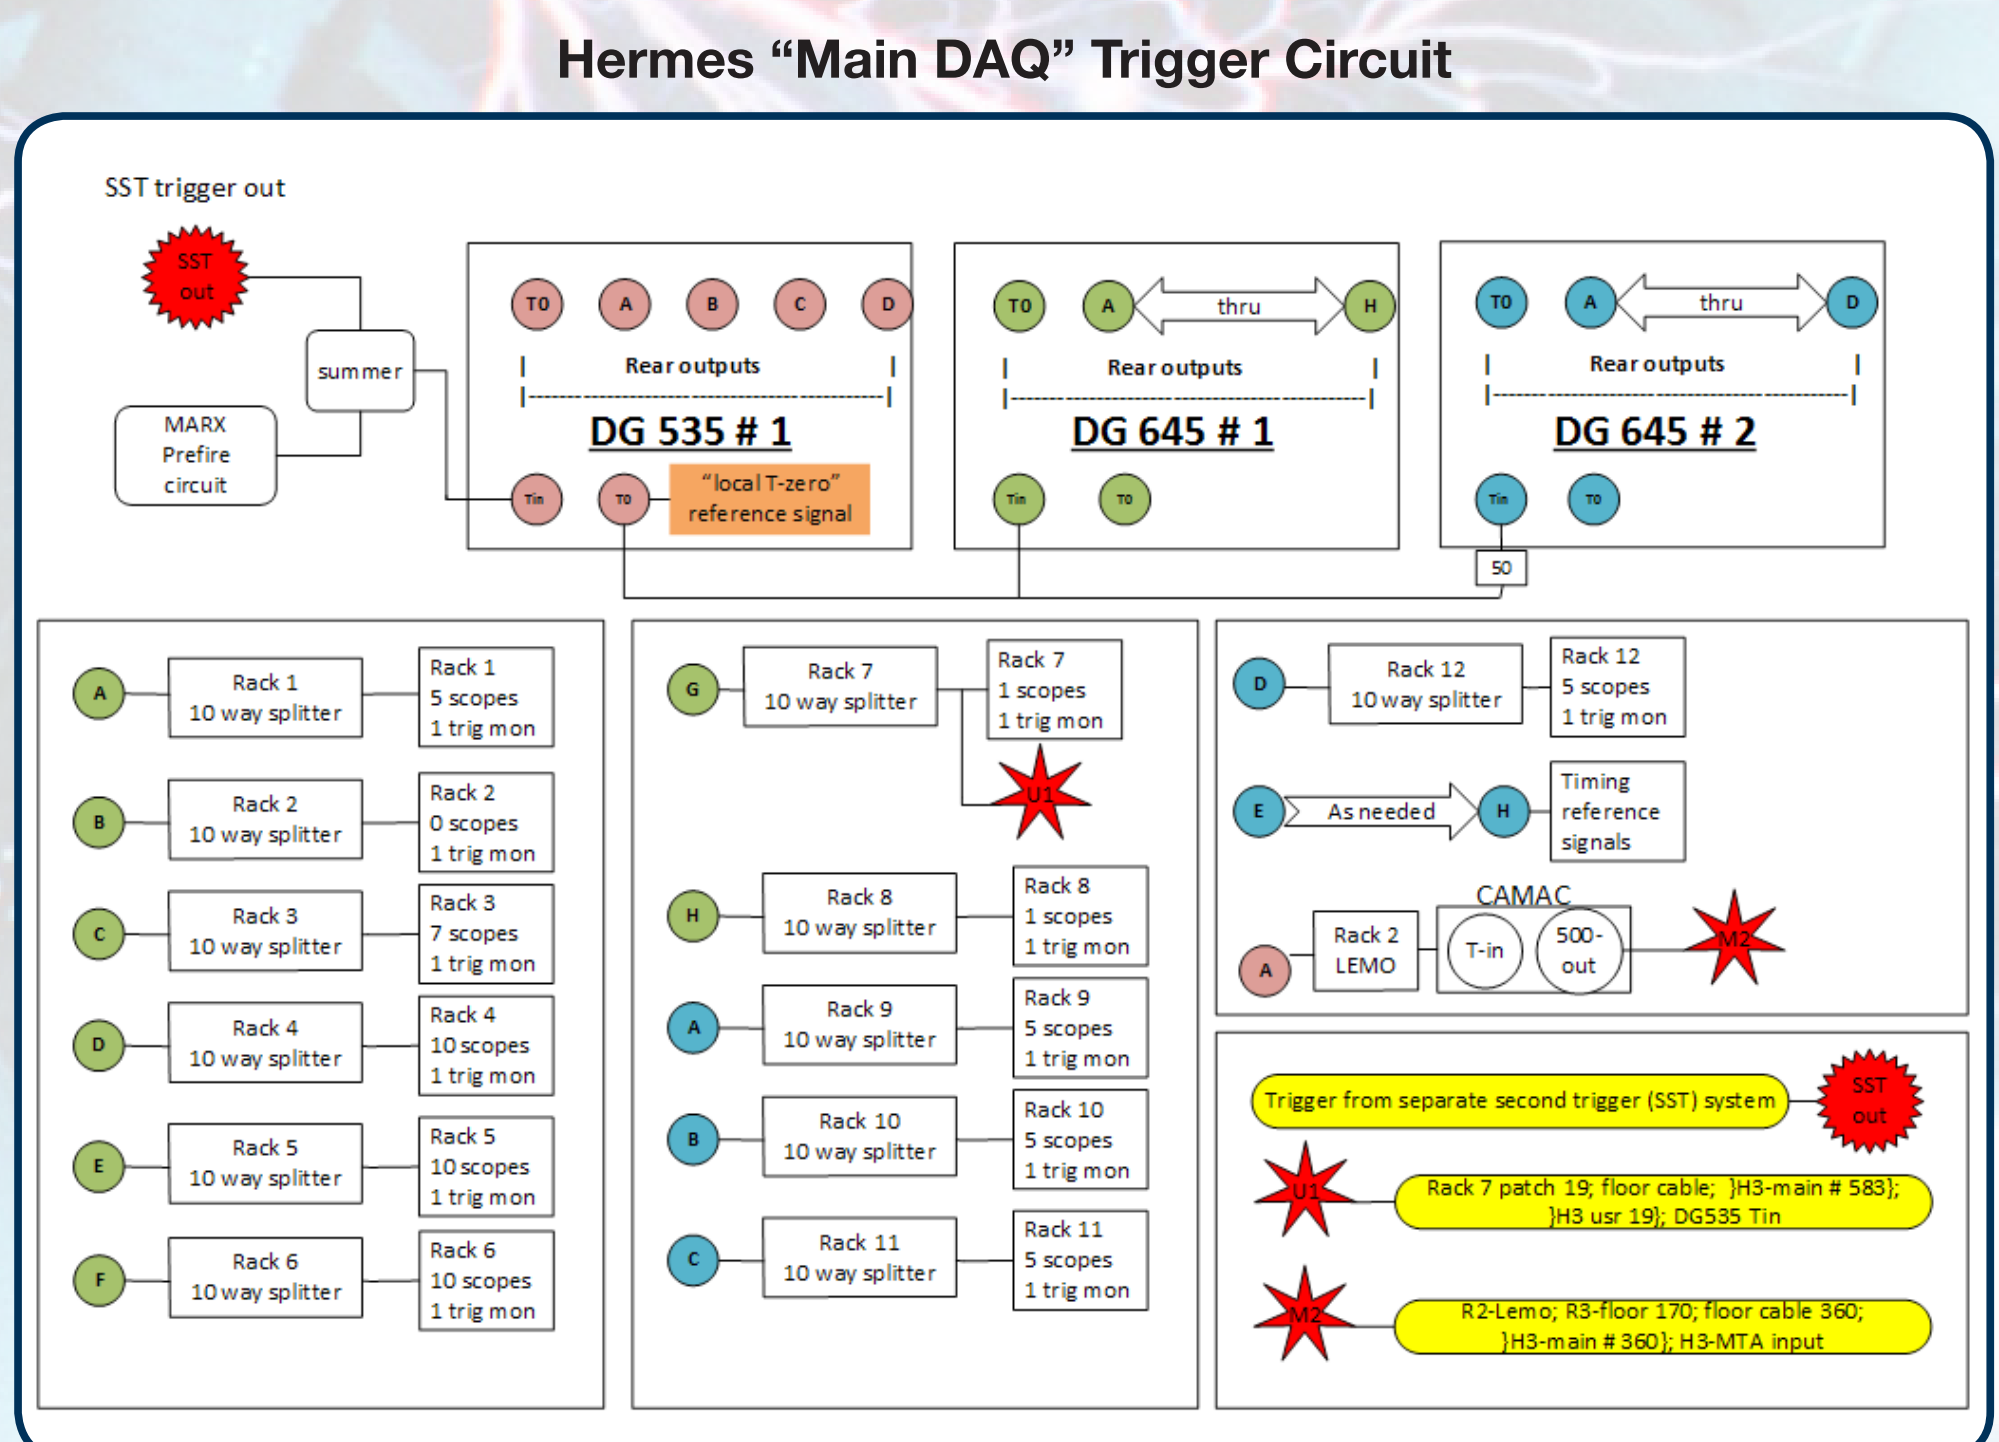 Hermes “Main DAQ” Trigger Circuit
SST trigger out
SST
out
summer
MARX
Prefire
circuit
T0 A B C D
Rear outputs
DG 535 # 1
Tin T0
“local T-zero”
reference signal
T0 A thru H
Rear outputs
DG 645 # 1
Tin T0
T0 A thru D
Rear outputs
DG 645 # 2
Tin T0
50
A
Rack 1
10 way splitter
Rack 1
5 scopes
1 trig mon
B
Rack 2
10 way splitter
Rack 2
0 scopes
1 trig mon
C
Rack 3
10 way splitter
Rack 3
7 scopes
1 trig mon
D
Rack 4
10 way splitter
Rack 4
10 scopes
1 trig mon
E
Rack 5
10 way splitter
Rack 5
10 scopes
1 trig mon
F
Rack 6
10 way splitter
Rack 6
10 scopes
1 trig mon
G
Rack 7
10 way splitter
Rack 7
1 scopes
1 trig mon
U1
H
Rack 8
10 way splitter
Rack 8
1 scopes
1 trig mon
A
Rack 9
10 way splitter
Rack 9
5 scopes
1 trig mon
B
Rack 10
10 way splitter
Rack 10
5 scopes
1 trig mon
C
Rack 11
10 way splitter
Rack 11
5 scopes
1 trig mon
D
Rack 12
10 way splitter
Rack 12
5 scopes
1 trig mon
E As needed H
Timing
reference
signals
CAMAC
A
Rack 2
LEMO
T-in
500-
out
M2
Trigger from separate second trigger (SST) system
SST
out
U1
Rack 7 patch 19; floor cable; }H3-main # 583};
}H3 usr 19}; DG535 Tin
M2
R2-Lemo; R3-floor 170; floor cable 360;
}H3-main # 360}; H3-MTA input